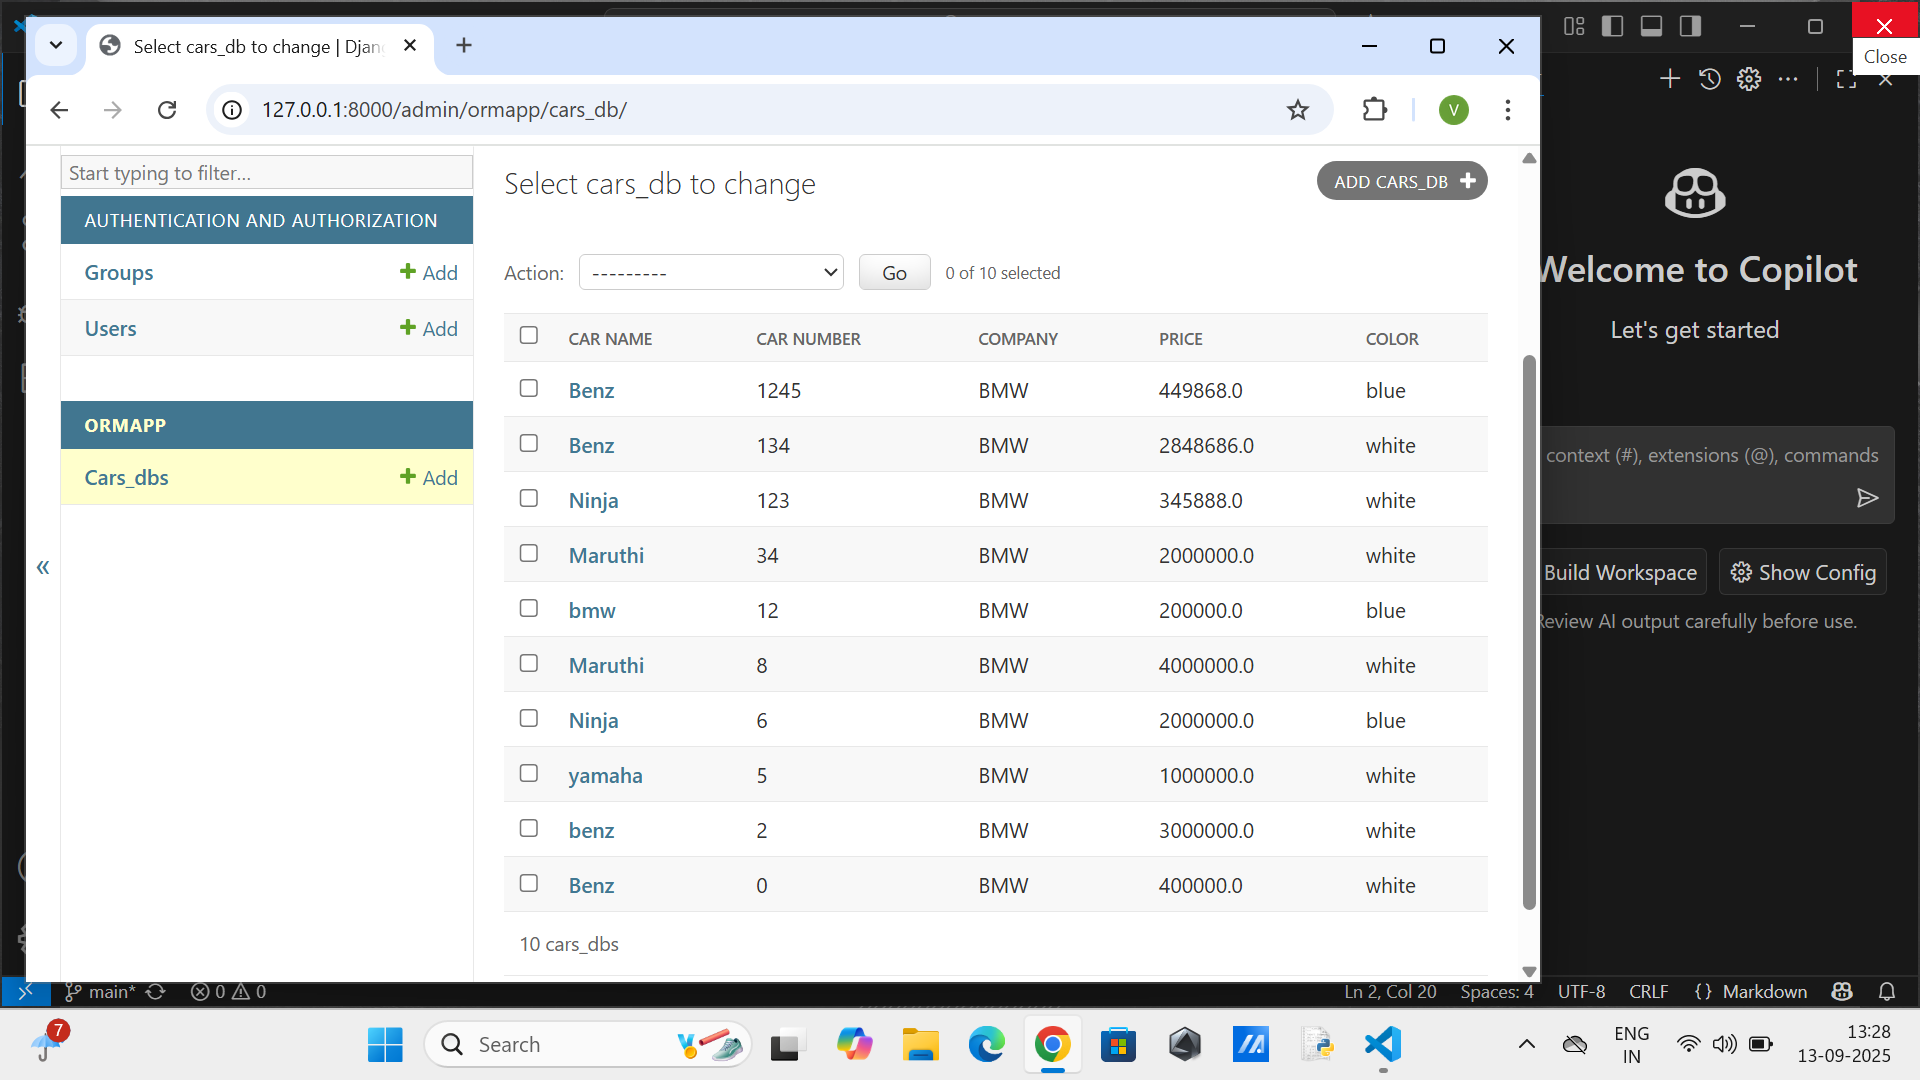 Select cars_db to change | Djan
Close
127.0.0.1:8000/admin/ormapp/cars_db/
V
Start typing to filter...
AUTHENTICATION AND AUTHORIZATION
Groups
Add
Users
Add
ORMAPP
Cars_dbs
Add
«
Select cars_db to change
ADD CARS_DB
Action: --------- Go 0 of 10 selected
CAR NAME CAR NUMBER COMPANY PRICE COLOR
Benz 1245 BMW 449868.0 blue
Benz 134 BMW 2848686.0 white
Ninja 123 BMW 345888.0 white
Maruthi 34 BMW 2000000.0 white
bmw 12 BMW 200000.0 blue
Maruthi 8 BMW 4000000.0 white
Ninja 6 BMW 2000000.0 blue
yamaha 5 BMW 1000000.0 white
benz 2 BMW 3000000.0 white
Benz 0 BMW 400000.0 white
10 cars_dbs
Welcome to Copilot
Let's get started
context (#), extensions (@), commands
Build Workspace
Show Config
Review AI output carefully before use.
main* 0 0 Ln 2, Col 20 Spaces: 4 UTF-8 CRLF {} Markdown
7
Search
ENG
IN
13:28
13-09-2025